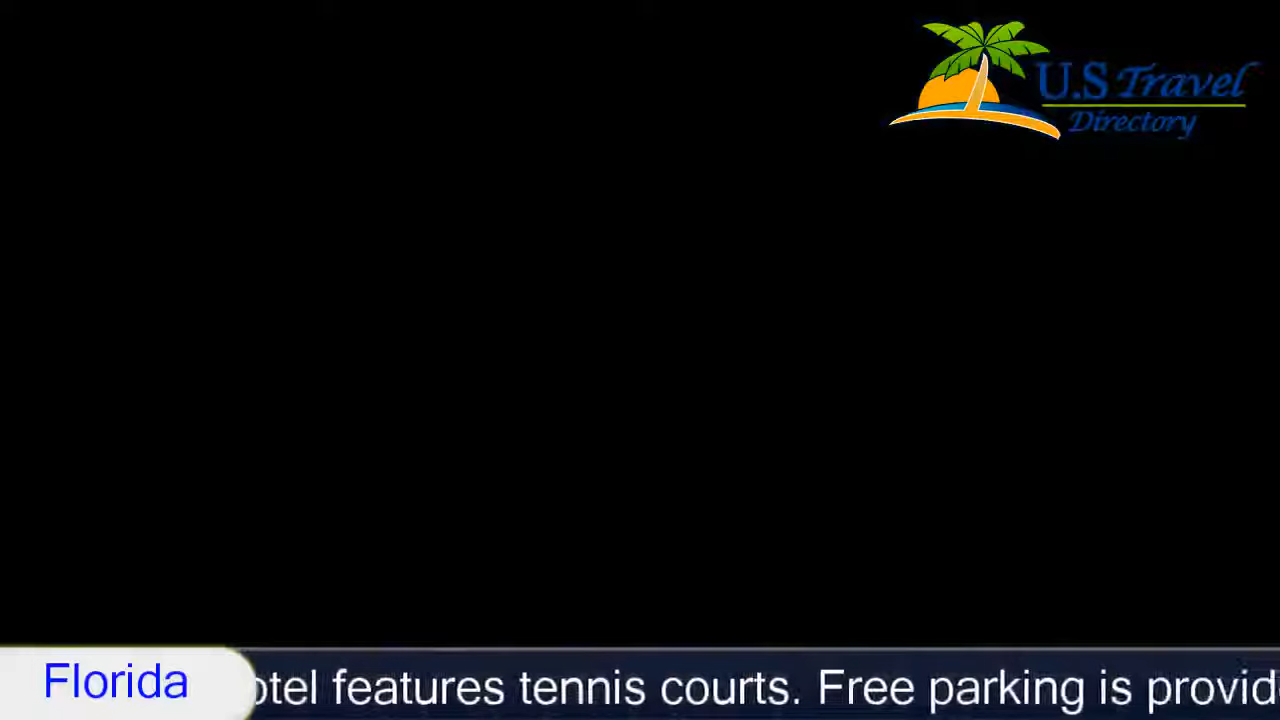 U.S Travel
Directory
Florida
otel features tennis courts. Free parking is provid